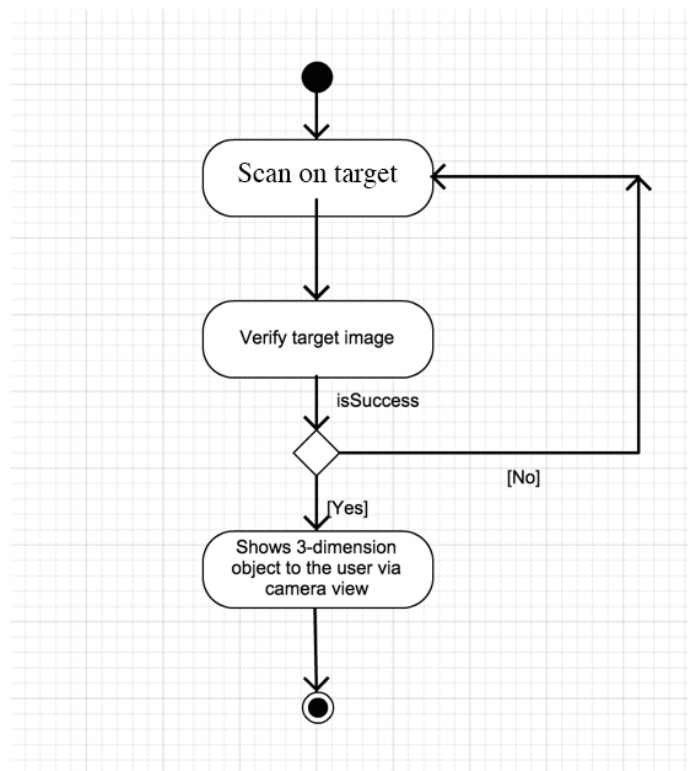 Scan on target
Verify target image
isSuccess
[No]
[Yes]
Shows 3-dimension
object to the user via
camera view